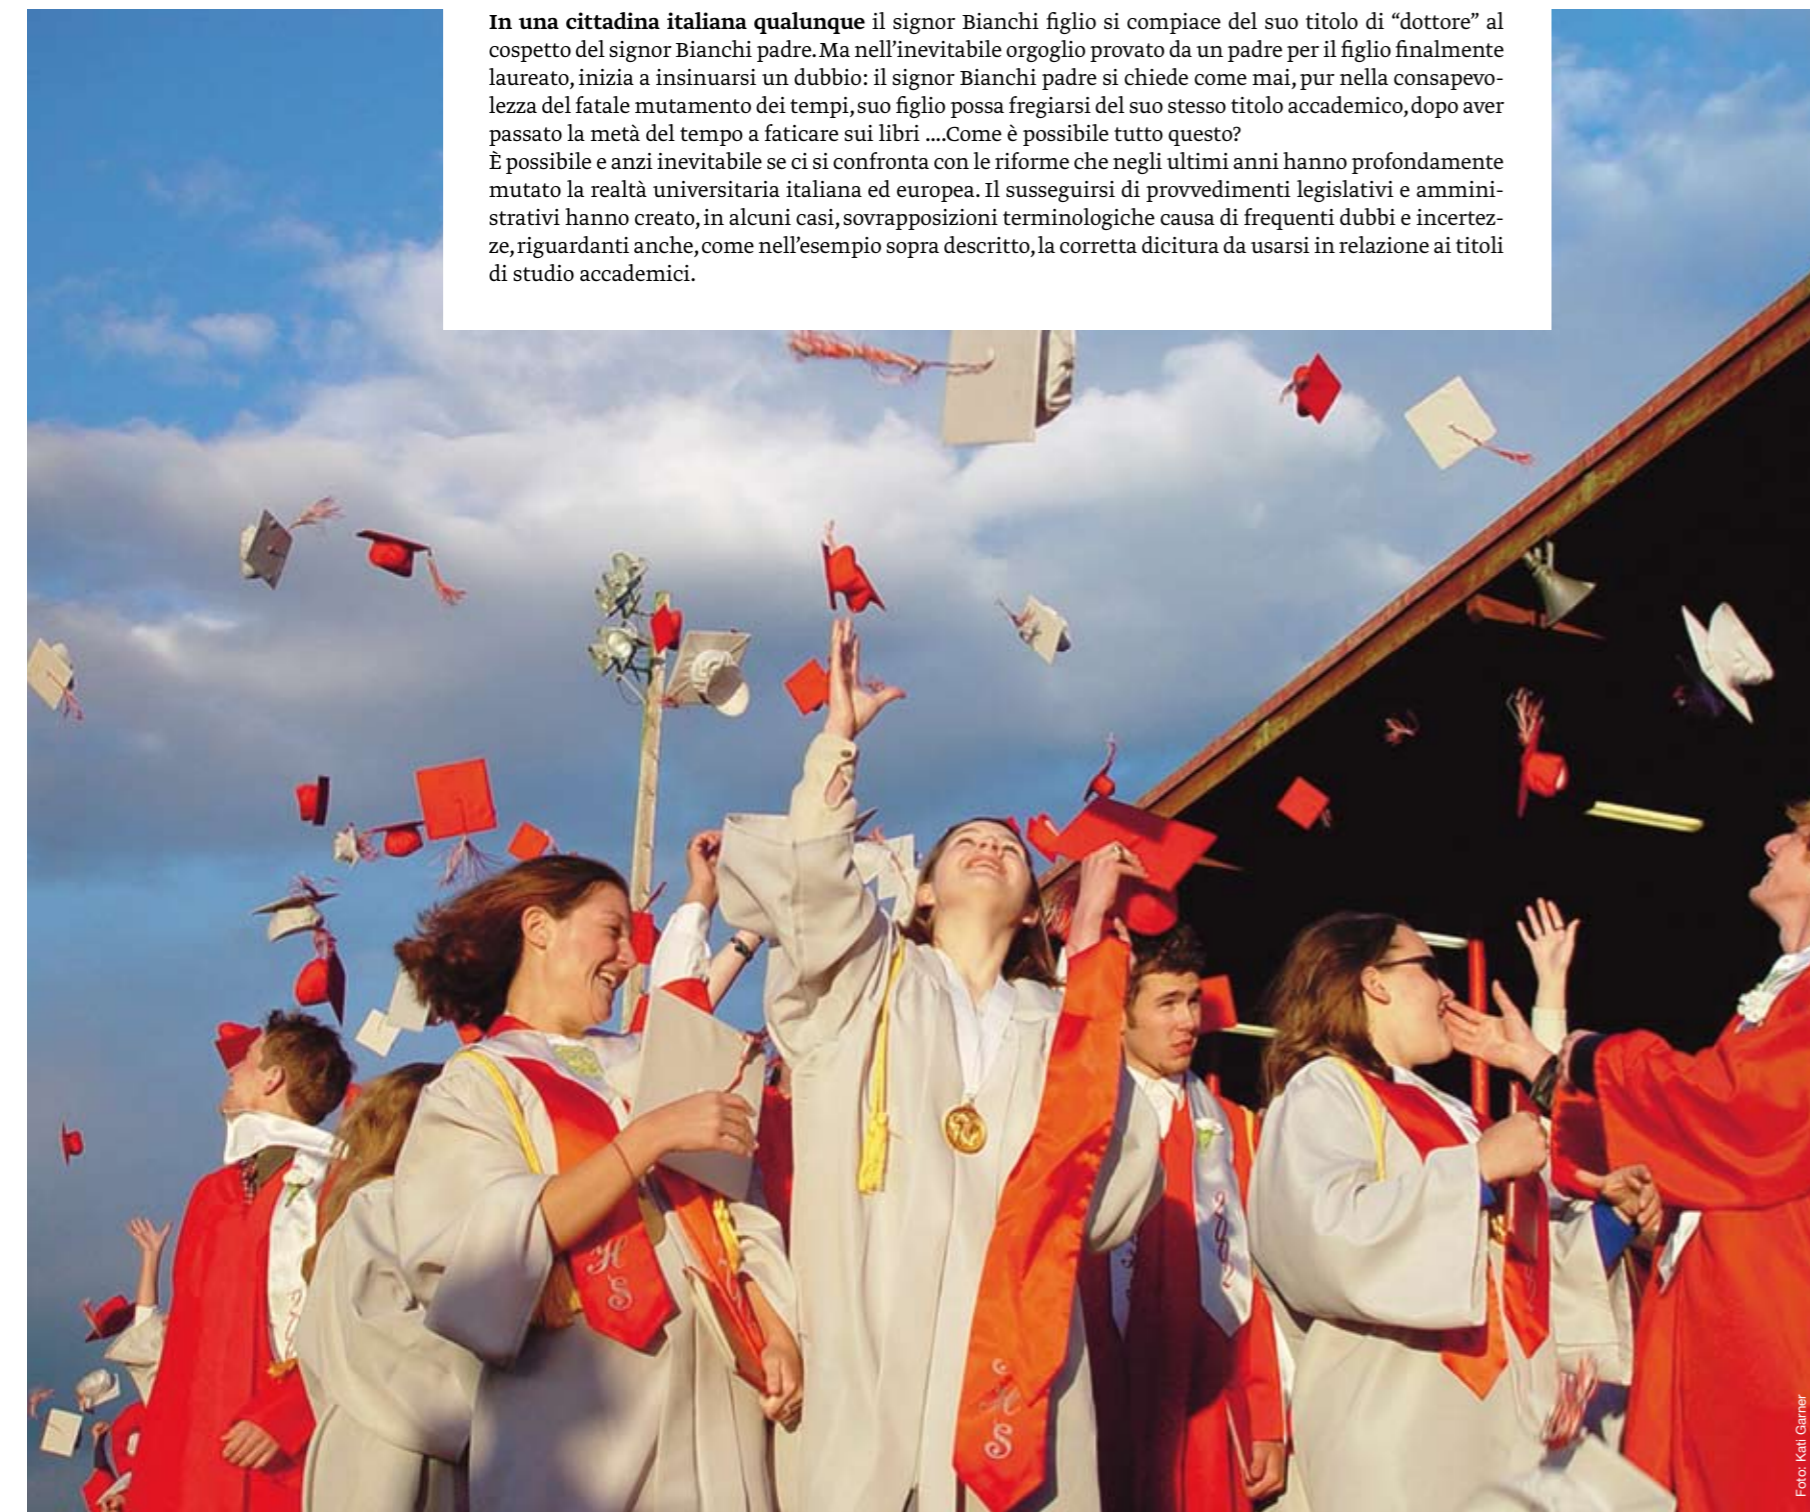 In una cittadina italiana qualunque il signor Bianchi figlio si compiace del suo titolo di “dottore” al
cospetto del signor Bianchi padre. Ma nell’inevitabile orgoglio provato da un padre per il figlio finalmente
laureato, inizia a insinuarsi un dubbio: il signor Bianchi padre si chiede come mai, pur nella consapevo-
lezza del fatale mutamento dei tempi, suo figlio possa fregiarsi del suo stesso titolo accademico, dopo aver
passato la metà del tempo a faticare sui libri ....Come è possibile tutto questo?
È possibile e anzi inevitabile se ci si confronta con le riforme che negli ultimi anni hanno profondamente
mutato la realtà universitaria italiana ed europea. Il susseguirsi di provvedimenti legislativi e ammini-
strativi hanno creato, in alcuni casi, sovrapposizioni terminologiche causa di frequenti dubbi e incertez-
ze, riguardanti anche, come nell’esempio sopra descritto, la corretta dicitura da usarsi in relazione ai titoli
di studio accademici.
H
S
2002
H
S
Foto: Kati Garner